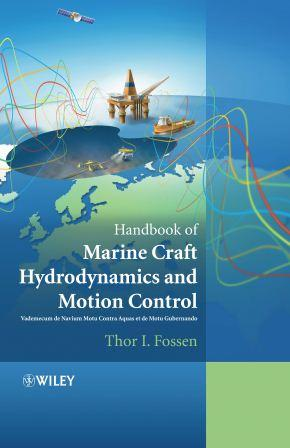 Handbook of
Marine Craft
Hydrodynamics and
Motion Control
Vademecum de Navium Motu Contra Aquas et de Motu Gubernando
Thor I. Fossen
WILEY